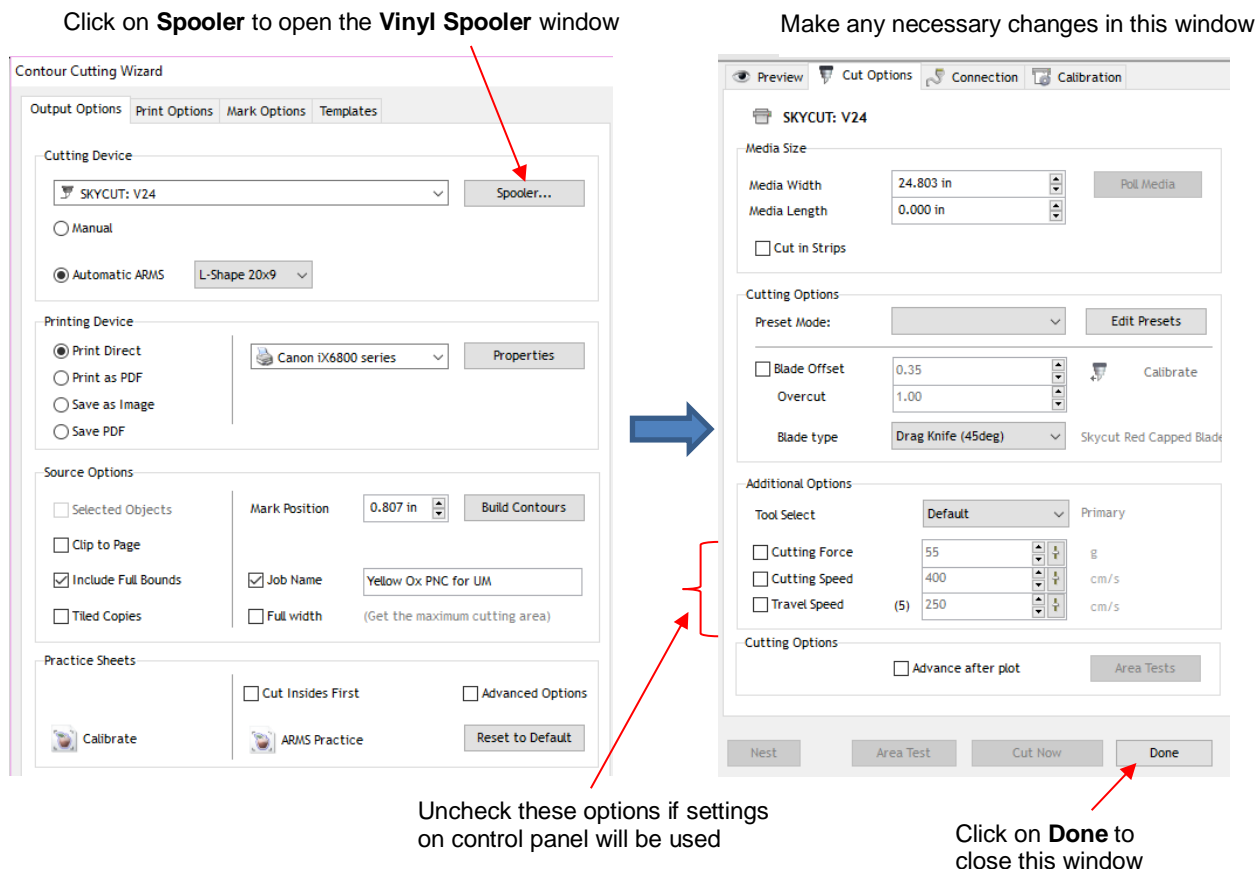 Click on Spooler to open the Vinyl Spooler window
Contour Cutting Wizard
Output Options Print Options Mark Options Templates
Cutting Device
SKYCUT: V24 Spooler...
Manual
Automatic ARMS L-Shape 20x9
Printing Device
Print Direct Canon iX6800 series Properties
Print as PDF
Save as Image
Save PDF
Source Options
Selected Objects Mark Position 0.807 in Build Contours
Clip to Page
Include Full Bounds Job Name Yellow Ox PNC for UM
Tiled Copies Full width (Get the maximum cutting area)
Practice Sheets
Cut Insides First Advanced Options
Calibrate ARMS Practice Reset to Default
Make any necessary changes in this window
Preview Cut Options Connection Calibration
SKYCUT: V24
Media Size
Media Width 24.803 in Poll Media
Media Length 0.000 in
Cut in Strips
Cutting Options
Preset Mode: Edit Presets
Blade Offset 0.35 Calibrate
Overcut 1.00
Blade type Drag Knife (45deg) Skycut Red Capped Blade
Additional Options
Tool Select Default Primary
Cutting Force 55 g
Cutting Speed 400 cm/s
Travel Speed (5) 250 cm/s
Cutting Options
Advance after plot Area Tests
Nest Area Test Cut Now Done
Uncheck these options if settings
on control panel will be used
Click on Done to
close this window